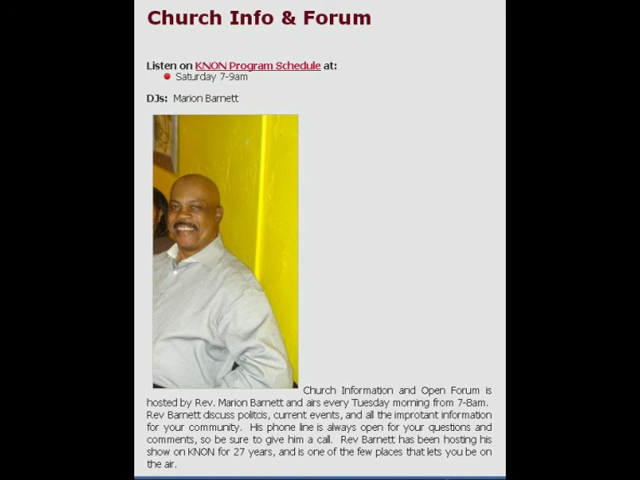 Church Info & Forum
Listen on KNON Program Schedule at:
Saturday 7-9am
DJs: Marion Barnett
Church Information and Open Forum is
hosted by Rev. Marion Barnett and airs every Tuesday morning from 7-8am.
Rev Barnett discuss politcis, current events, and all the improtant information
for your community. His phone line is always open for your questions and
comments, so be sure to give him a call. Rev Barnett has been hosting his
show on KNON for 27 years, and is one of the few places that lets you be on
the air.